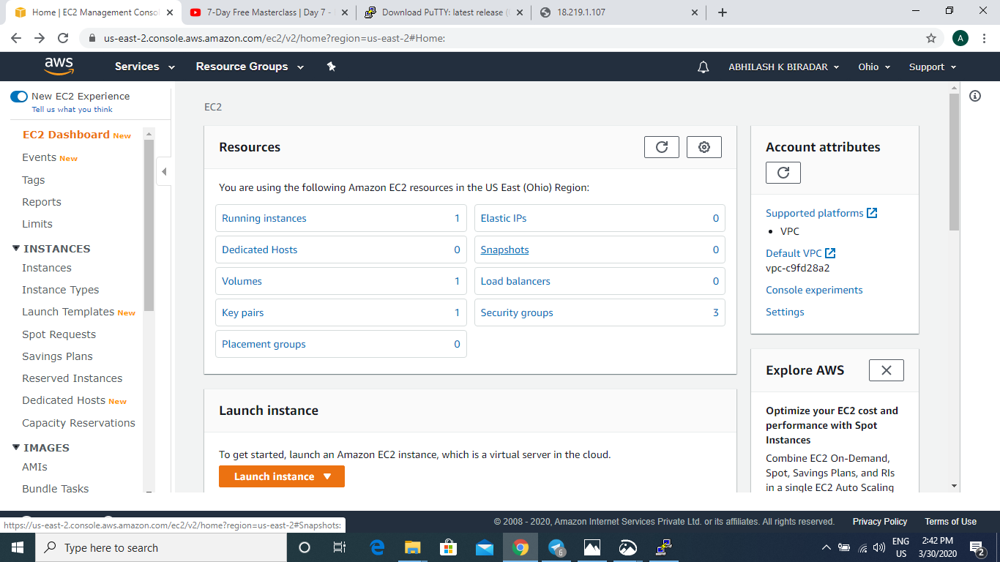 Home | EC2 Management Consol
7-Day Free Masterclass | Day 7 -
Download PuTTY: latest release (
18.219.1.107
us-east-2.console.aws.amazon.com/ec2/v2/home?region=us-east-2#Home:
A
aws
Services
Resource Groups
ABHILASH K BIRADAR
Ohio
Support
New EC2 Experience
Tell us what you think
EC2 Dashboard New
Events New
Tags
Reports
Limits
INSTANCES
Instances
Instance Types
Launch Templates New
Spot Requests
Savings Plans
Reserved Instances
Dedicated Hosts New
Capacity Reservations
IMAGES
AMIs
Bundle Tasks
EC2
Resources
You are using the following Amazon EC2 resources in the US East (Ohio) Region:
Running instances 1
Elastic IPs 0
Dedicated Hosts 0
Snapshots 0
Volumes 1
Load balancers 0
Key pairs 1
Security groups 3
Placement groups 0
Launch instance
To get started, launch an Amazon EC2 instance, which is a virtual server in the cloud.
Launch instance
Account attributes
Supported platforms
• VPC
Default VPC
vpc-c9fd28a2
Console experiments
Settings
Explore AWS
Optimize your EC2 cost and
performance with Spot
Instances
Combine EC2 On-Demand,
Spot, Savings Plans, and RIs
in a single EC2 Auto Scaling
https://us-east-2.console.aws.amazon.com/ec2/v2/home?region=us-east-2#Snapshots:
© 2008 - 2020, Amazon Internet Services Private Ltd. or its affiliates. All rights reserved.
Privacy Policy
Terms of Use
Type here to search
6
ENG
US
2:42 PM
3/30/2020
2